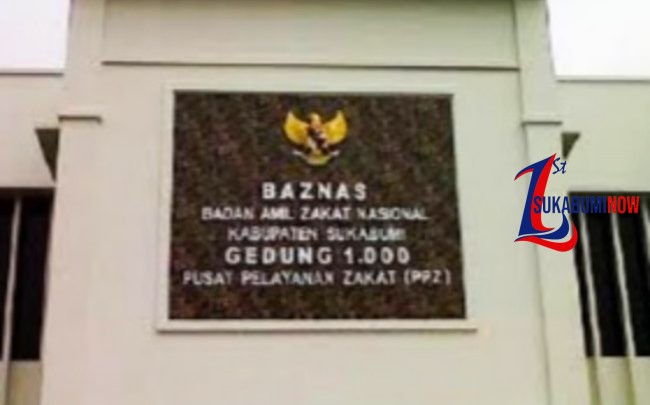 BAZNAS
BADAN AMIL ZAKAT NASIONAL
KABUPATEN SUKABUMI
GEDUNG 1.000
PUSAT PELAYANAN ZAKAT (PPZ)
1st
SUKABUMINOW